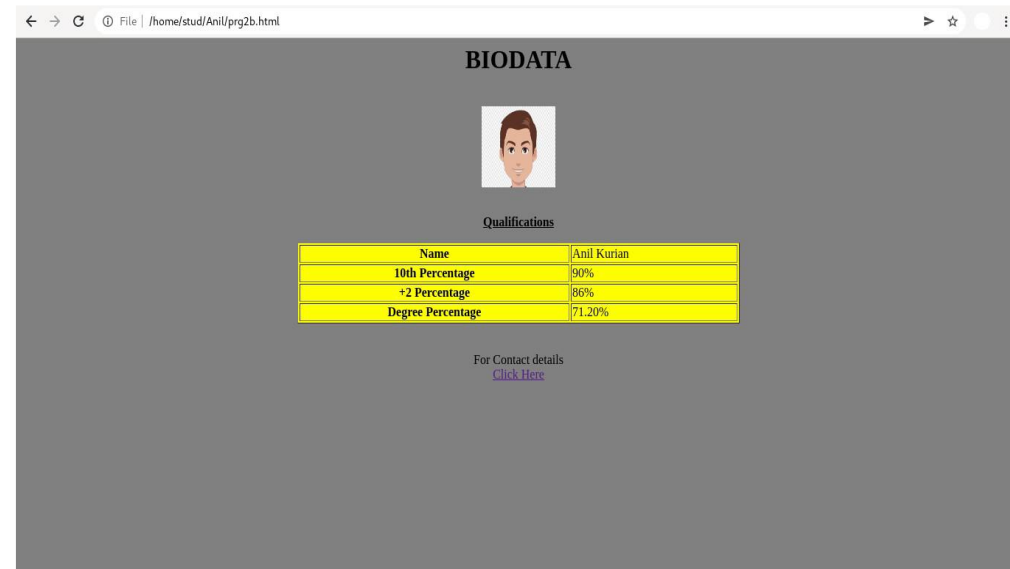 File | /home/stud/Anil/prg2b.html
BIODATA
Qualifications
Name Anil Kurian
10th Percentage 90%
+2 Percentage 86%
Degree Percentage 71.20%
For Contact details
Click Here